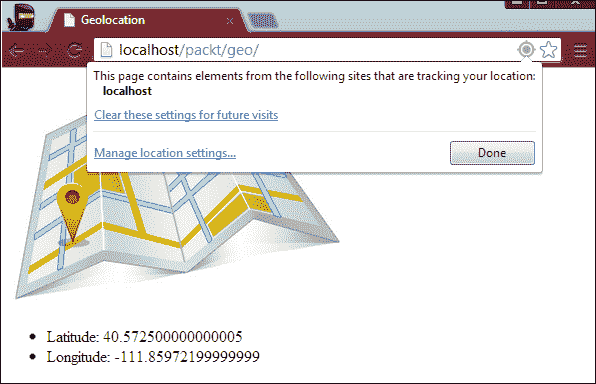 Geolocation
localhost/packt/geo/
This page contains elements from the following sites that are tracking your location:
localhost
Clear these settings for future visits
Manage location settings...
Done
Latitude: 40.572500000000005
Longitude: -111.85972199999999